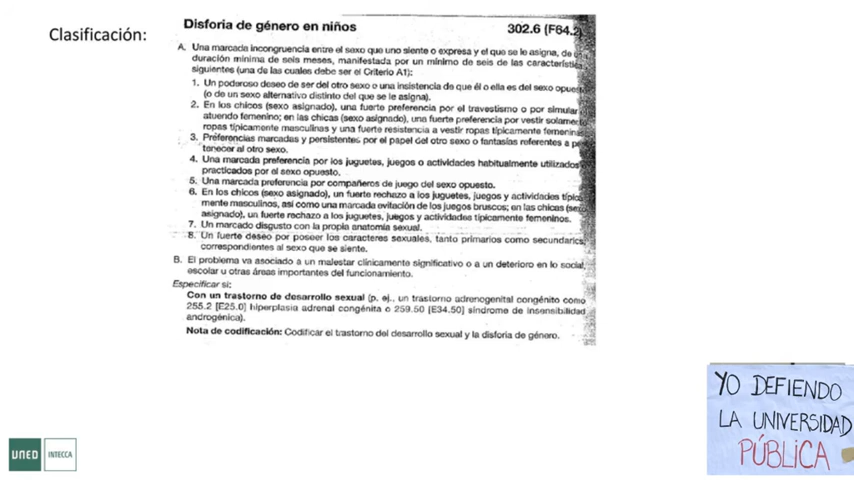 Clasificación:
Disforia de género en niños 302.6 (F64.2)
A. Una marcada incongruencia entre el sexo que uno siente o expresa y el que se le asigna, de una
duración mínima de seis meses, manifestada por un mínimo de seis de las características
siguientes (una de las cuales debe ser el Criterio A1):
1. Un poderoso deseo de ser del otro sexo o una insistencia de que él o ella es del sexo opuesto
(o de un sexo alternativo distinto del que se le asigna).
2. En los chicos (sexo asignado), una fuerte preferencia por el travestismo o por simular
atuendo femenino; en las chicas (sexo asignado), una fuerte preferencia por vestir solamente
ropas típicamente masculinas y una fuerte resistencia a vestir ropas típicamente femeninas
3. Preferencias marcadas y persistentes por el papel del otro sexo o fantasías referentes a per-
tenecer al otro sexo.
4. Una marcada preferencia por los juguetes, juegos o actividades habitualmente utilizados
practicados por el sexo opuesto.
5. Una marcada preferencia por compañeros de juego del sexo opuesto.
6. En los chicos (sexo asignado), un fuerte rechazo a los juguetes, juegos y actividades típica-
mente masculinos, así como una marcada evitación de los juegos bruscos; en las chicas (sexo
asignado), un fuerte rechazo a los juguetes, juegos y actividades típicamente femeninos.
7. Un marcado disgusto con la propia anatomía sexual.
8. Un fuerte deseo por poseer los caracteres sexuales, tanto primarios como secundarios,
correspondientes al sexo que se siente.
B. El problema va asociado a un malestar clínicamente significativo o a un deterioro en lo social,
escolar u otras áreas importantes del funcionamiento.
Especificar si:
Con un trastorno de desarrollo sexual (p. ej., un trastorno adrenogenital congénito como
255.2 [E25.0] hiperplasia adrenal congénita o 259.50 [E34.50] síndrome de insensibilidad
androgénica).
Nota de codificación: Codificar el trastorno del desarrollo sexual y la disforia de género.
YO DEFIENDO
LA UNIVERSIDAD
PÚBLICA
UNED INTECCA